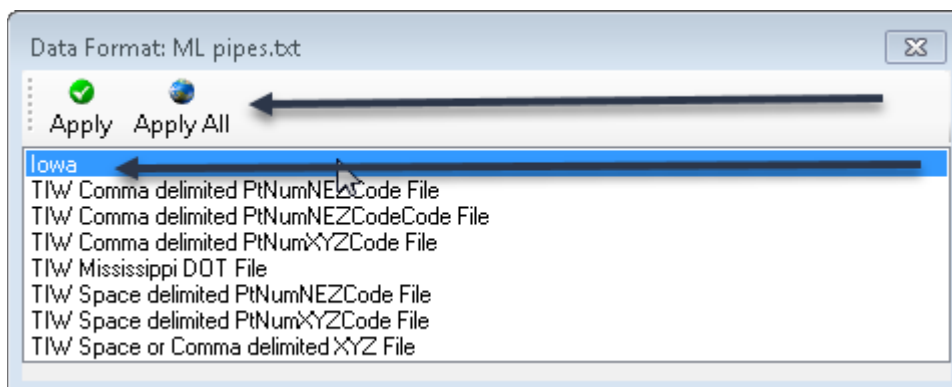 Data Format: ML pipes.txt
Apply Apply All
Iowa
TIW Comma delimited PtNumNEZCode File
TIW Comma delimited PtNumNEZCodeCode File
TIW Comma delimited PtNumXYZCode File
TIW Mississippi DOT File
TIW Space delimited PtNumNEZCode File
TIW Space delimited PtNumXYZCode File
TIW Space or Comma delimited XYZ File